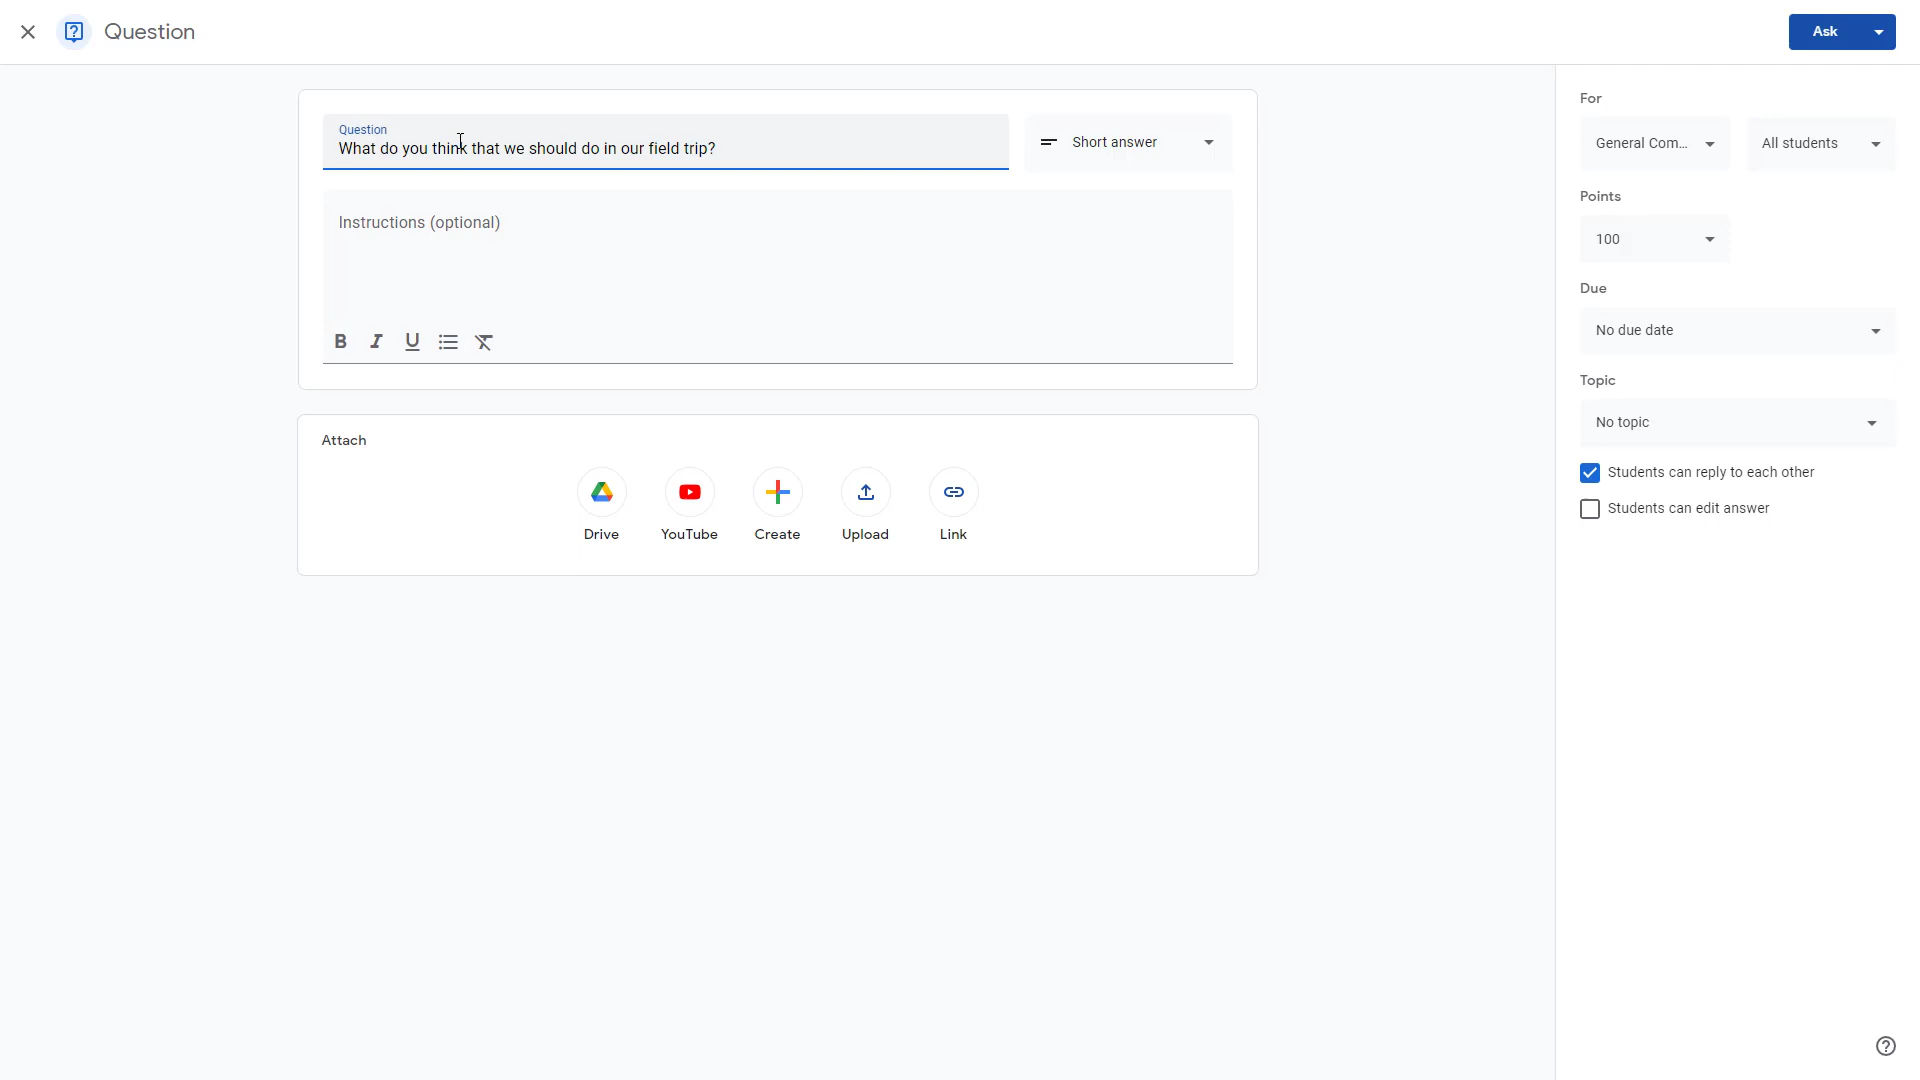 Question
Ask
Question
What do you think that we should do in our field trip?
Short answer
Instructions (optional)
B I U
Attach
Drive
YouTube
Create
Upload
Link
For
General Com...
All students
Points
100
Due
No due date
Topic
No topic
Students can reply to each other
Students can edit answer